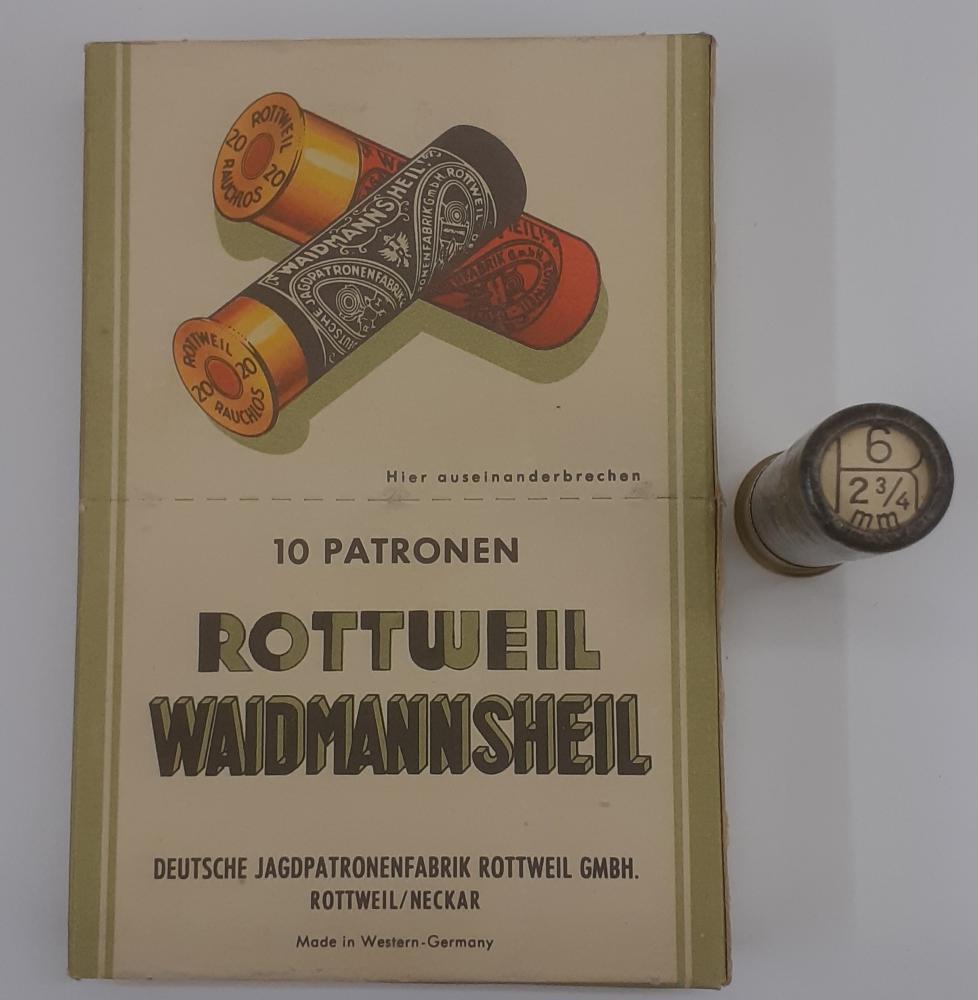 ROTTWEIL
20 20
RAUCHLOS
WAIDMANNSHEIL!
JAGDPATRONENFABRIK
ROTTWEIL
ROTTWEIL
20 20
RAUCHLOS
Hier auseinanderbrechen
10 PATRONEN
ROTTWEIL
WAIDMANNSHEIL
DEUTSCHE JAGDPATRONENFABRIK ROTTWEIL GMBH.
ROTTWEIL/NECKAR
Made in Western-Germany
6
2 3/4
mm